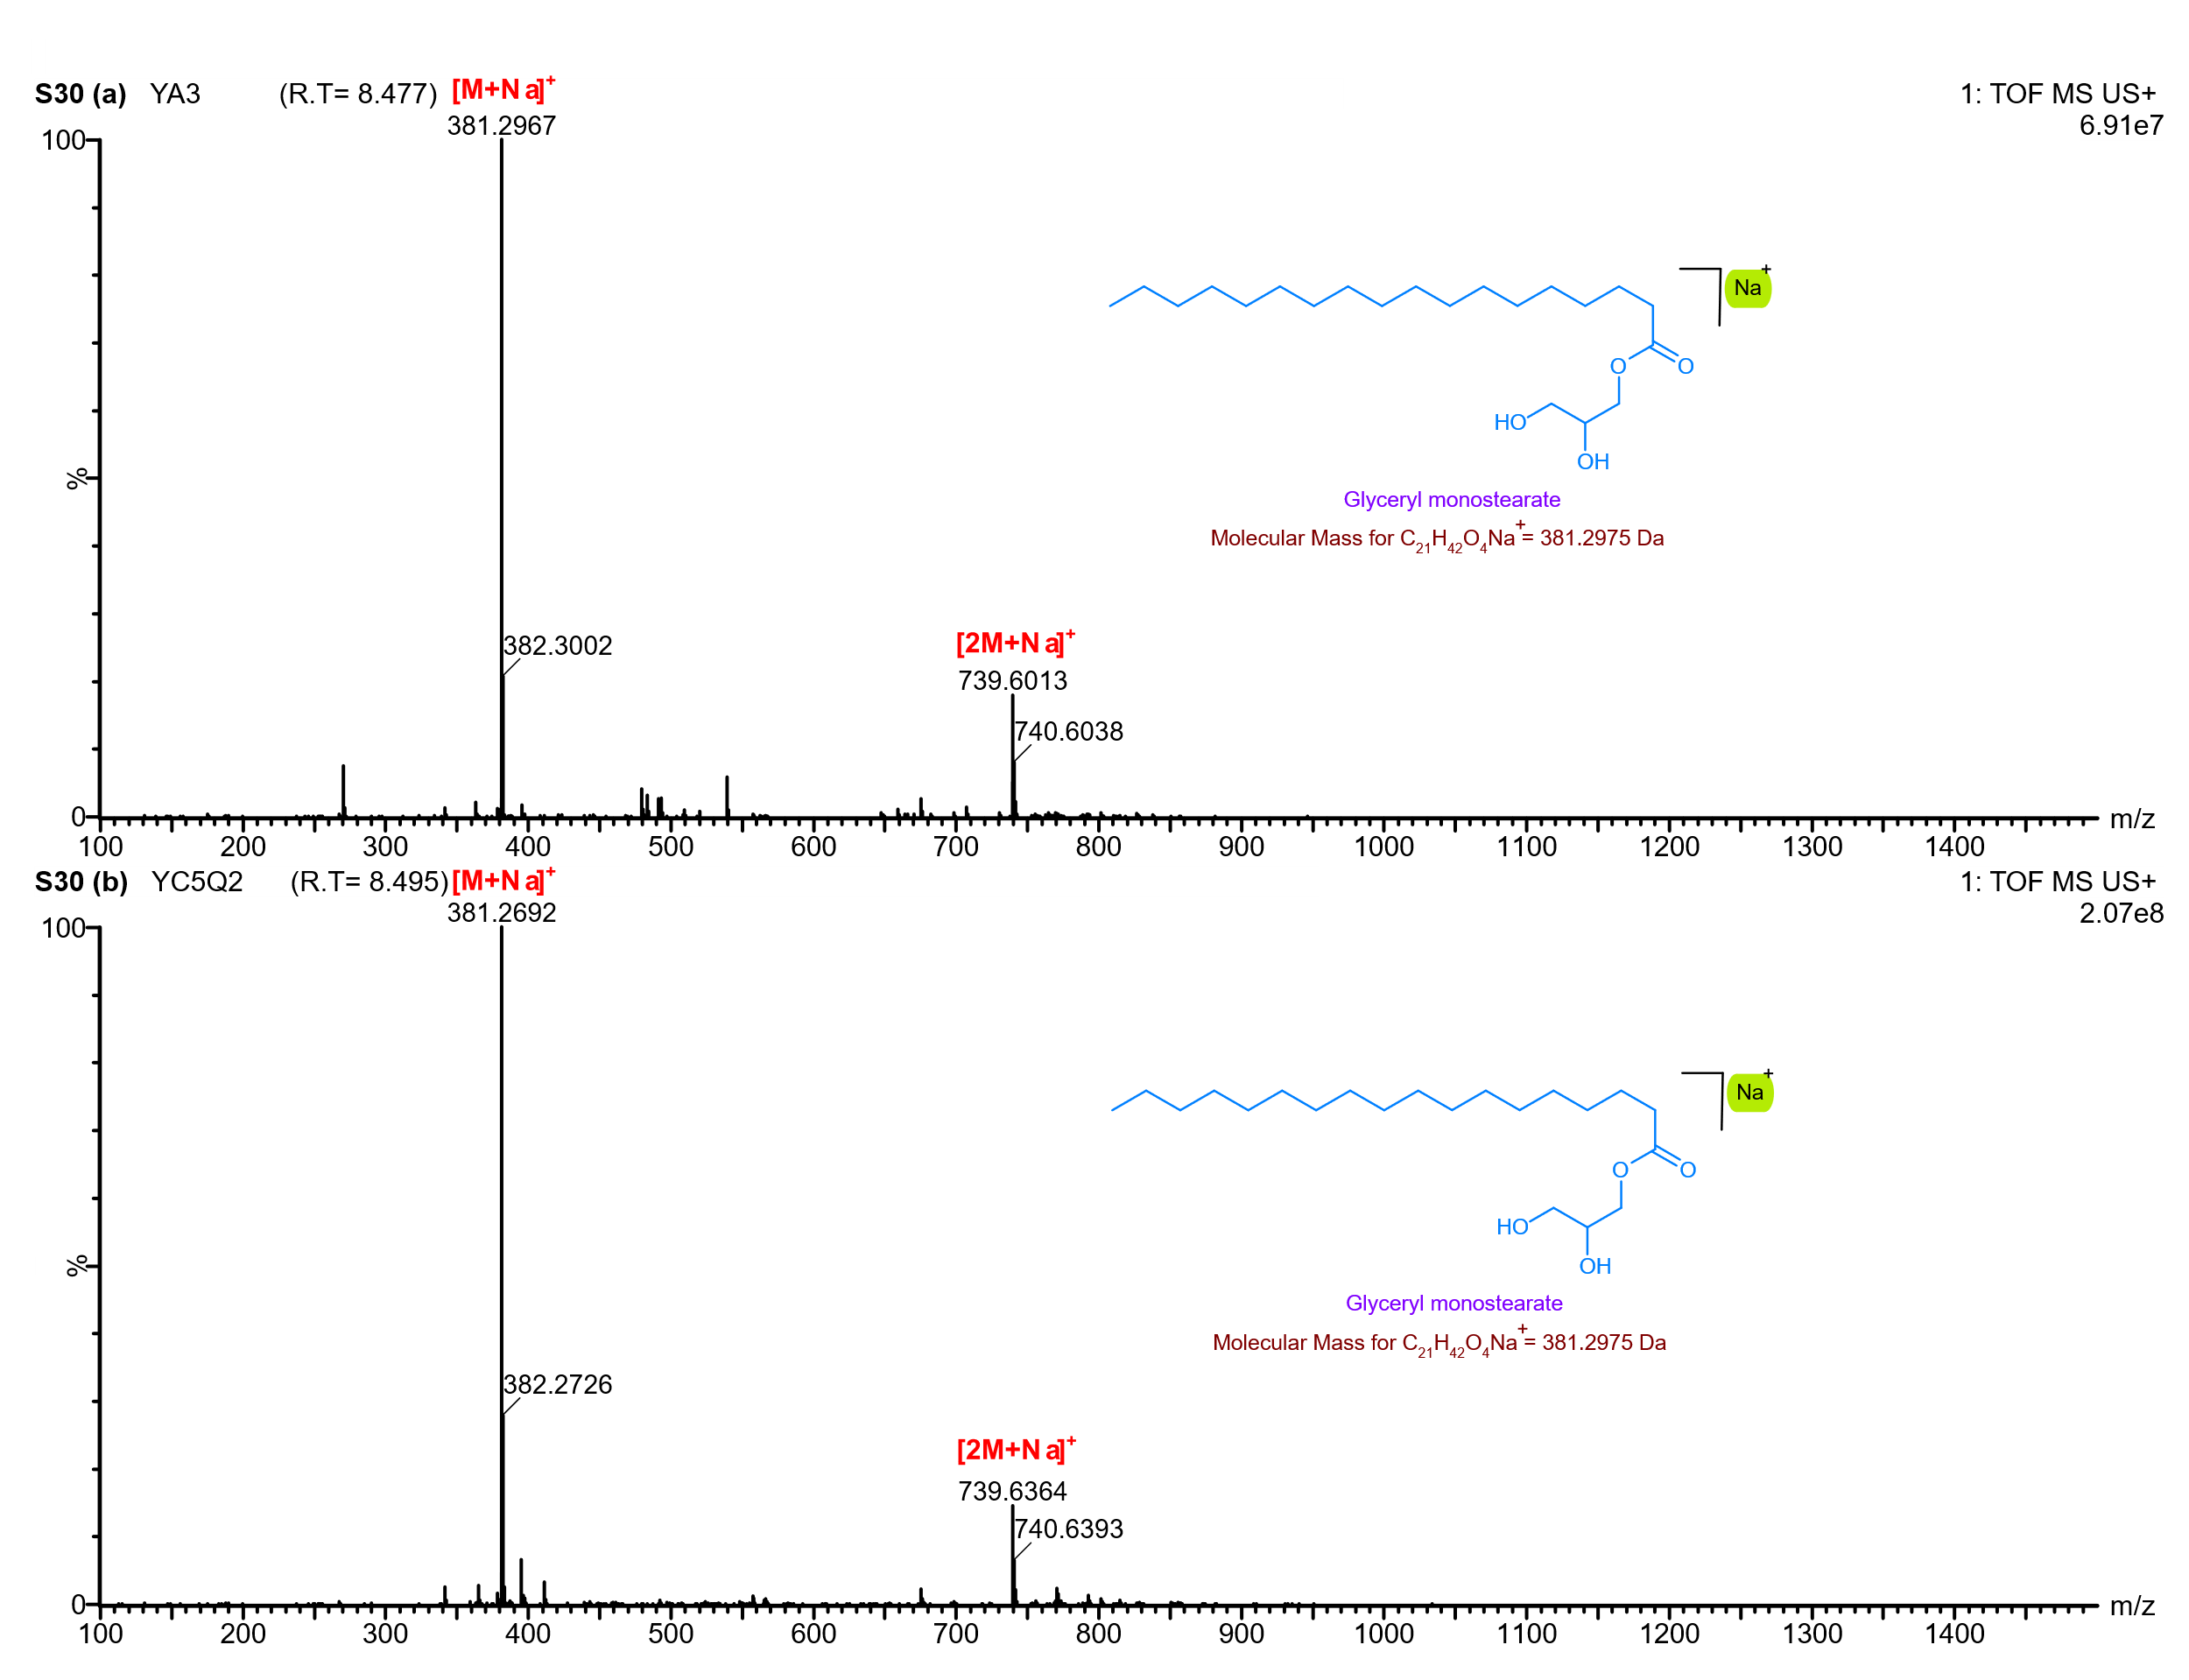 S30 (a) YA3 (R.T= 8.477) [M+Na]+ 1: TOF MS US+
381.2967 6.91e7
100
Na+
O O
HO
OH
%
Glyceryl monostearate
Molecular Mass for C21H42O4Na+= 381.2975 Da
382.3002
[2M+Na]+
739.6013
740.6038
0
m/z
100 200 300 400 500 600 700 800 900 1000 1100 1200 1300 1400
S30 (b) YC5Q2 (R.T= 8.495) [M+Na]+ 1: TOF MS US+
381.2692 2.07e8
100
Na+
O O
HO
OH
%
Glyceryl monostearate
Molecular Mass for C21H42O4Na+= 381.2975 Da
382.2726
[2M+Na]+
739.6364
740.6393
0
m/z
100 200 300 400 500 600 700 800 900 1000 1100 1200 1300 1400